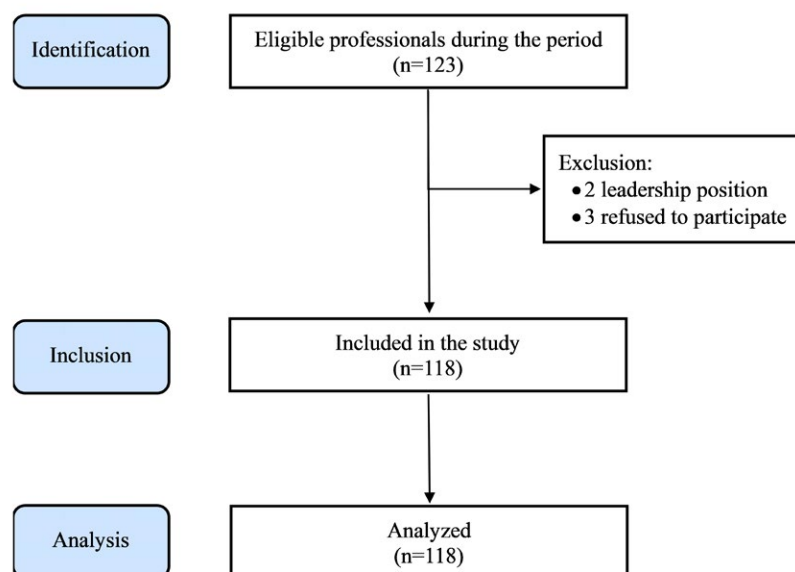 Identification
Eligible professionals during the period
(n=123)
Exclusion:
•2 leadership position
•3 refused to participate
Inclusion
Included in the study
(n=118)
Analysis
Analyzed
(n=118)